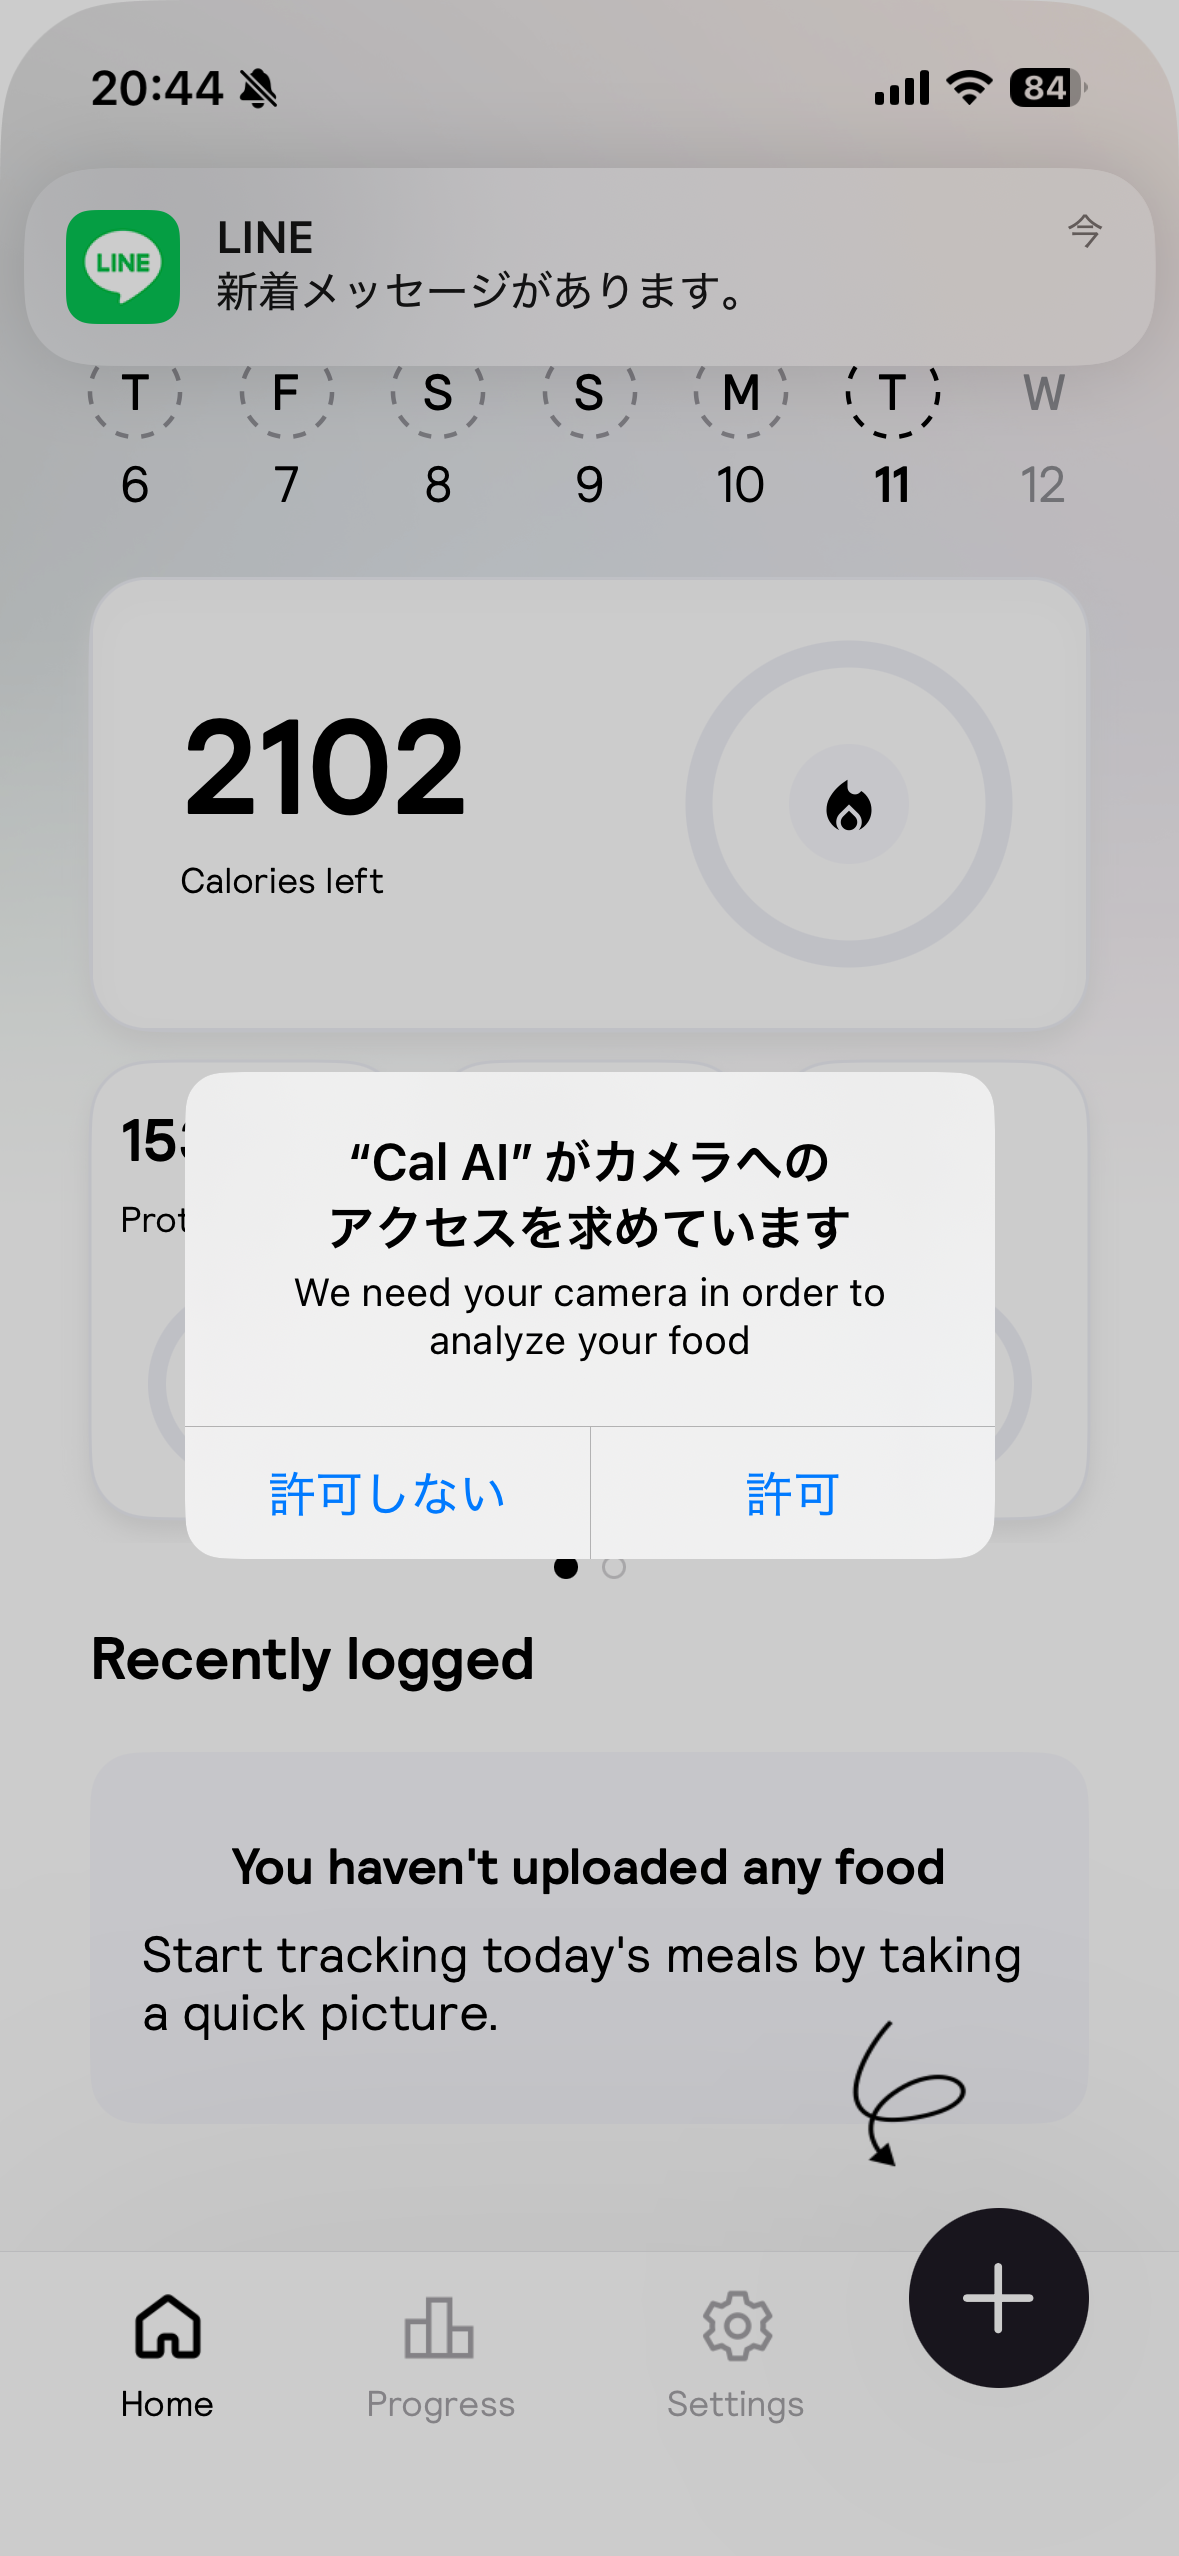 20:44
84
LINE
LINE
今
新着メッセージがあります。
T F S S M T W
6 7 8 9 10 11 12
2102
Calories left
“Cal AI” がカメラへの
アクセスを求めています
We need your camera in order to
analyze your food
許可しない
許可
Recently logged
You haven't uploaded any food
Start tracking today's meals by taking
a quick picture.
Home
Progress
Settings